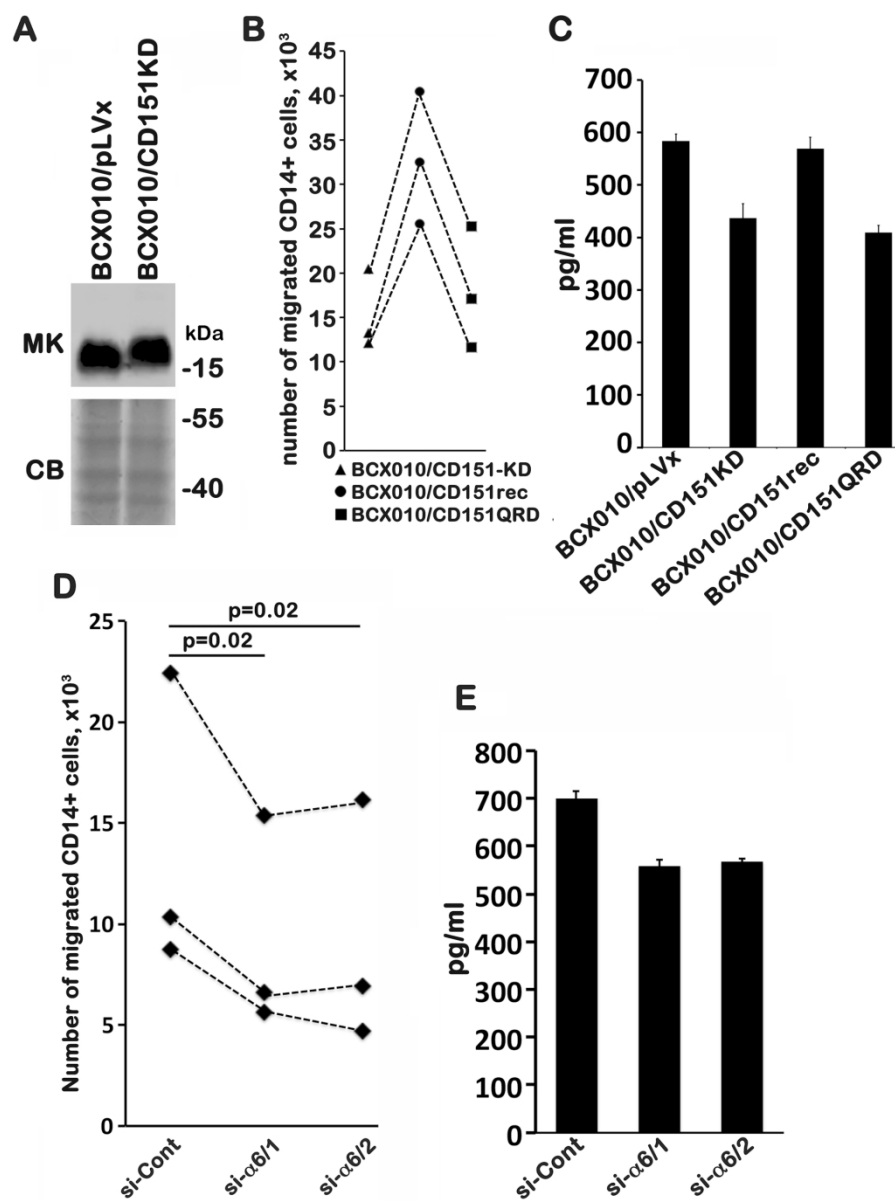 A
BCX010/pLVx
BCX010/CD151KD
MK
kDa
-15
CB
-55
-40
B
number of migrated CD14+ cells, x10³
45
40
35
30
25
20
15
10
5
0
BCX010/CD151-KD
BCX010/CD151rec
BCX010/CD151QRD
C
pg/ml
700
600
500
400
300
200
100
0
BCX010/pLVx
BCX010/CD151KD
BCX010/CD151rec
BCX010/CD151QRD
D
p=0.02
p=0.02
Number of migrated CD14+ cells, x10³
25
20
15
10
5
0
si-Cont
si-α6/1
si-α6/2
E
pg/ml
800
700
600
500
400
300
200
100
0
si-Cont
si-α6/1
si-α6/2